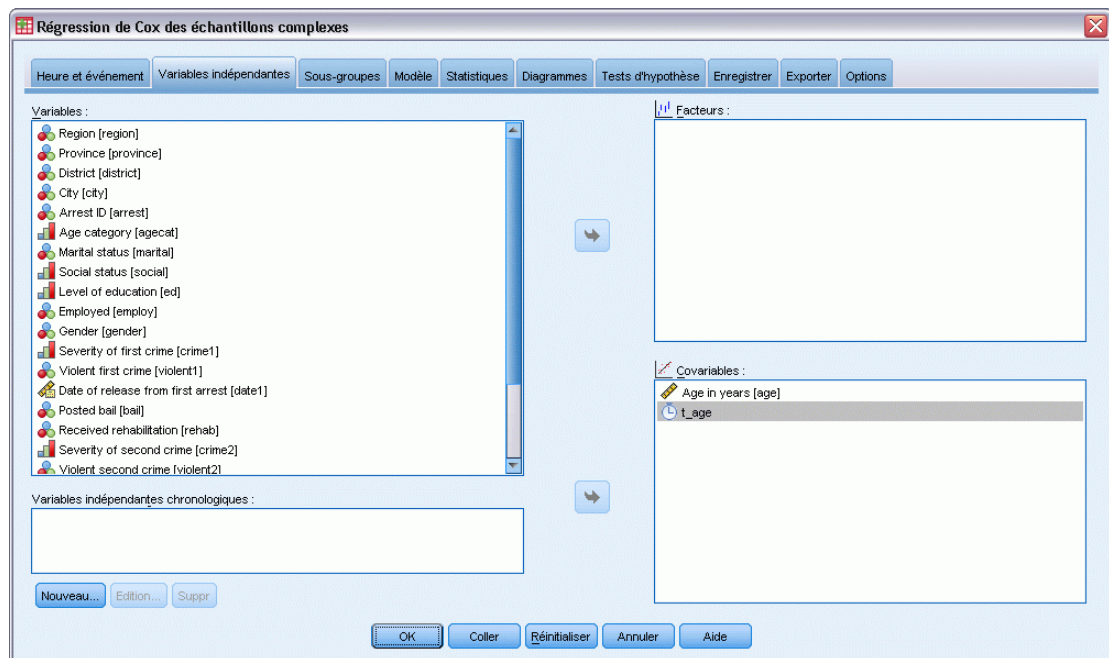 Régression de Cox des échantillons complexes
Heure et événement Variables indépendantes Sous-groupes Modèle Statistiques Diagrammes Tests d'hypothèse Enregistrer Exporter Options
Variables :
Region [region]
Province [province]
District [district]
City [city]
Arrest ID [arrest]
Age category [agecat]
Marital status [marital]
Social status [social]
Level of education [ed]
Employed [employ]
Gender [gender]
Severity of first crime [crime1]
Violent first crime [violent1]
Date of release from first arrest [date1]
Posted bail [bail]
Received rehabilitation [rehab]
Severity of second crime [crime2]
Violent second crime [violent2]
Variables indépendantes chronologiques :
Nouveau... Edition... Suppr
Facteurs :
Covariables :
Age in years [age]
t_age
OK Coller Réinitialiser Annuler Aide